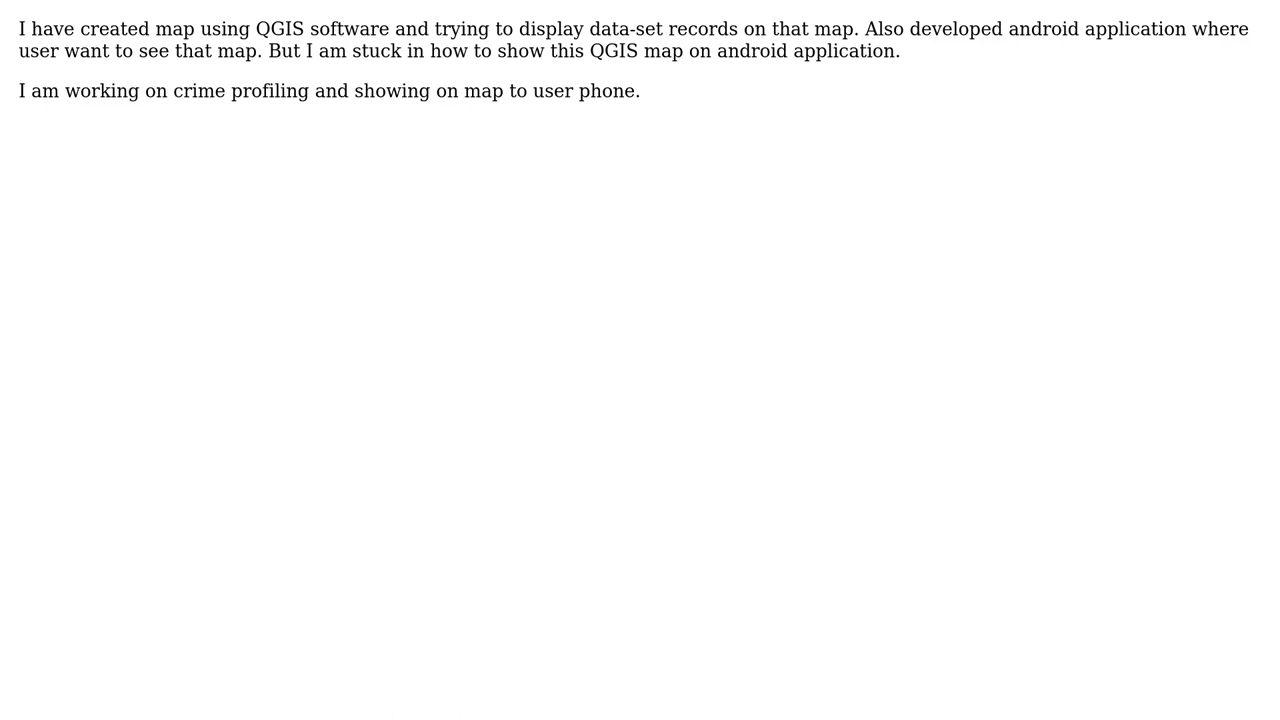 I have created map using QGIS software and trying to display data-set records on that map. Also developed android application where
user want to see that map. But I am stuck in how to show this QGIS map on android application.
I am working on crime profiling and showing on map to user phone.